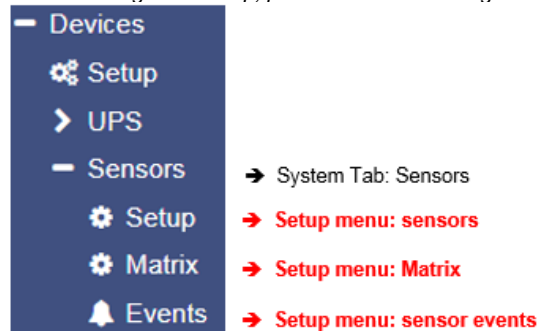 Devices
Setup
UPS
Sensors → System Tab: Sensors
Setup → Setup menu: sensors
Matrix → Setup menu: Matrix
Events → Setup menu: sensor events